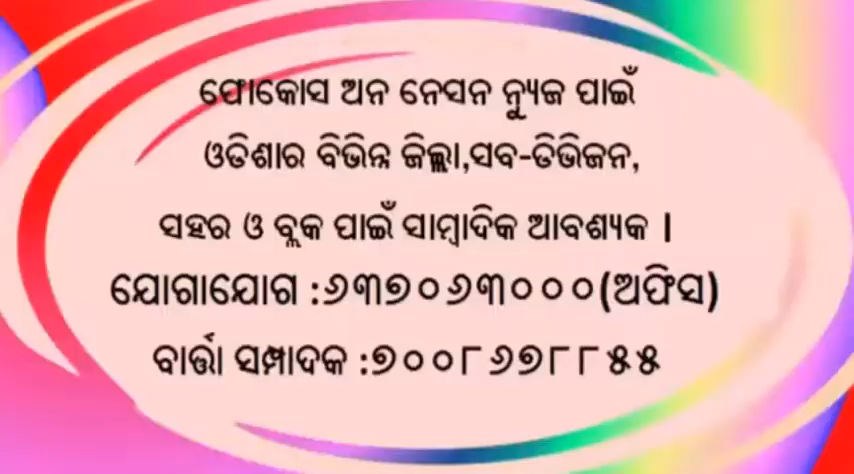 ଫୋକୋସ ଅନ ନେସନ ନ୍ୟୁଜ ପାଇଁ
ଓଡିଶାର ବିଭିନ୍ନ ଜିଲ୍ଲା,ସବ-ଡିଭିଜନ,
ସହର ଓ ବ୍ଲକ ପାଇଁ ସାମ୍ବାଦିକ ଆବଶ୍ୟକ ।
ଯୋଗାଯୋଗ :୬୩୭୦୬୩୦୦୦(ଅଫିସ)
ବାର୍ତ୍ତା ସମ୍ପାଦକ :୭୦୦୮୬୭୮୮୫୫